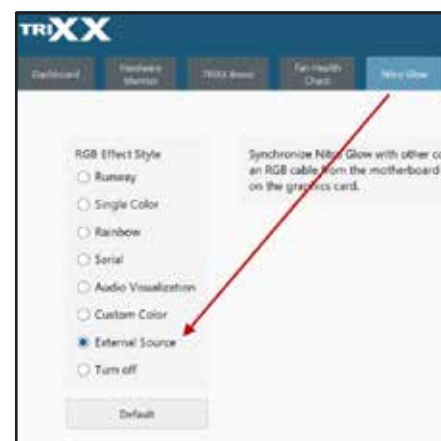 TRIXX
Dashboard
Hardware
Monitor
TRIXX Boost
Fan Health
Check
Nitro Glow
RGB Effect Style
Runway
Single Color
Rainbow
Serial
Audio Visualization
Custom Color
External Source
Turn off
Default
Synchronize Nitro Glow with other co
an RGB cable from the motherboard
on the graphics card.